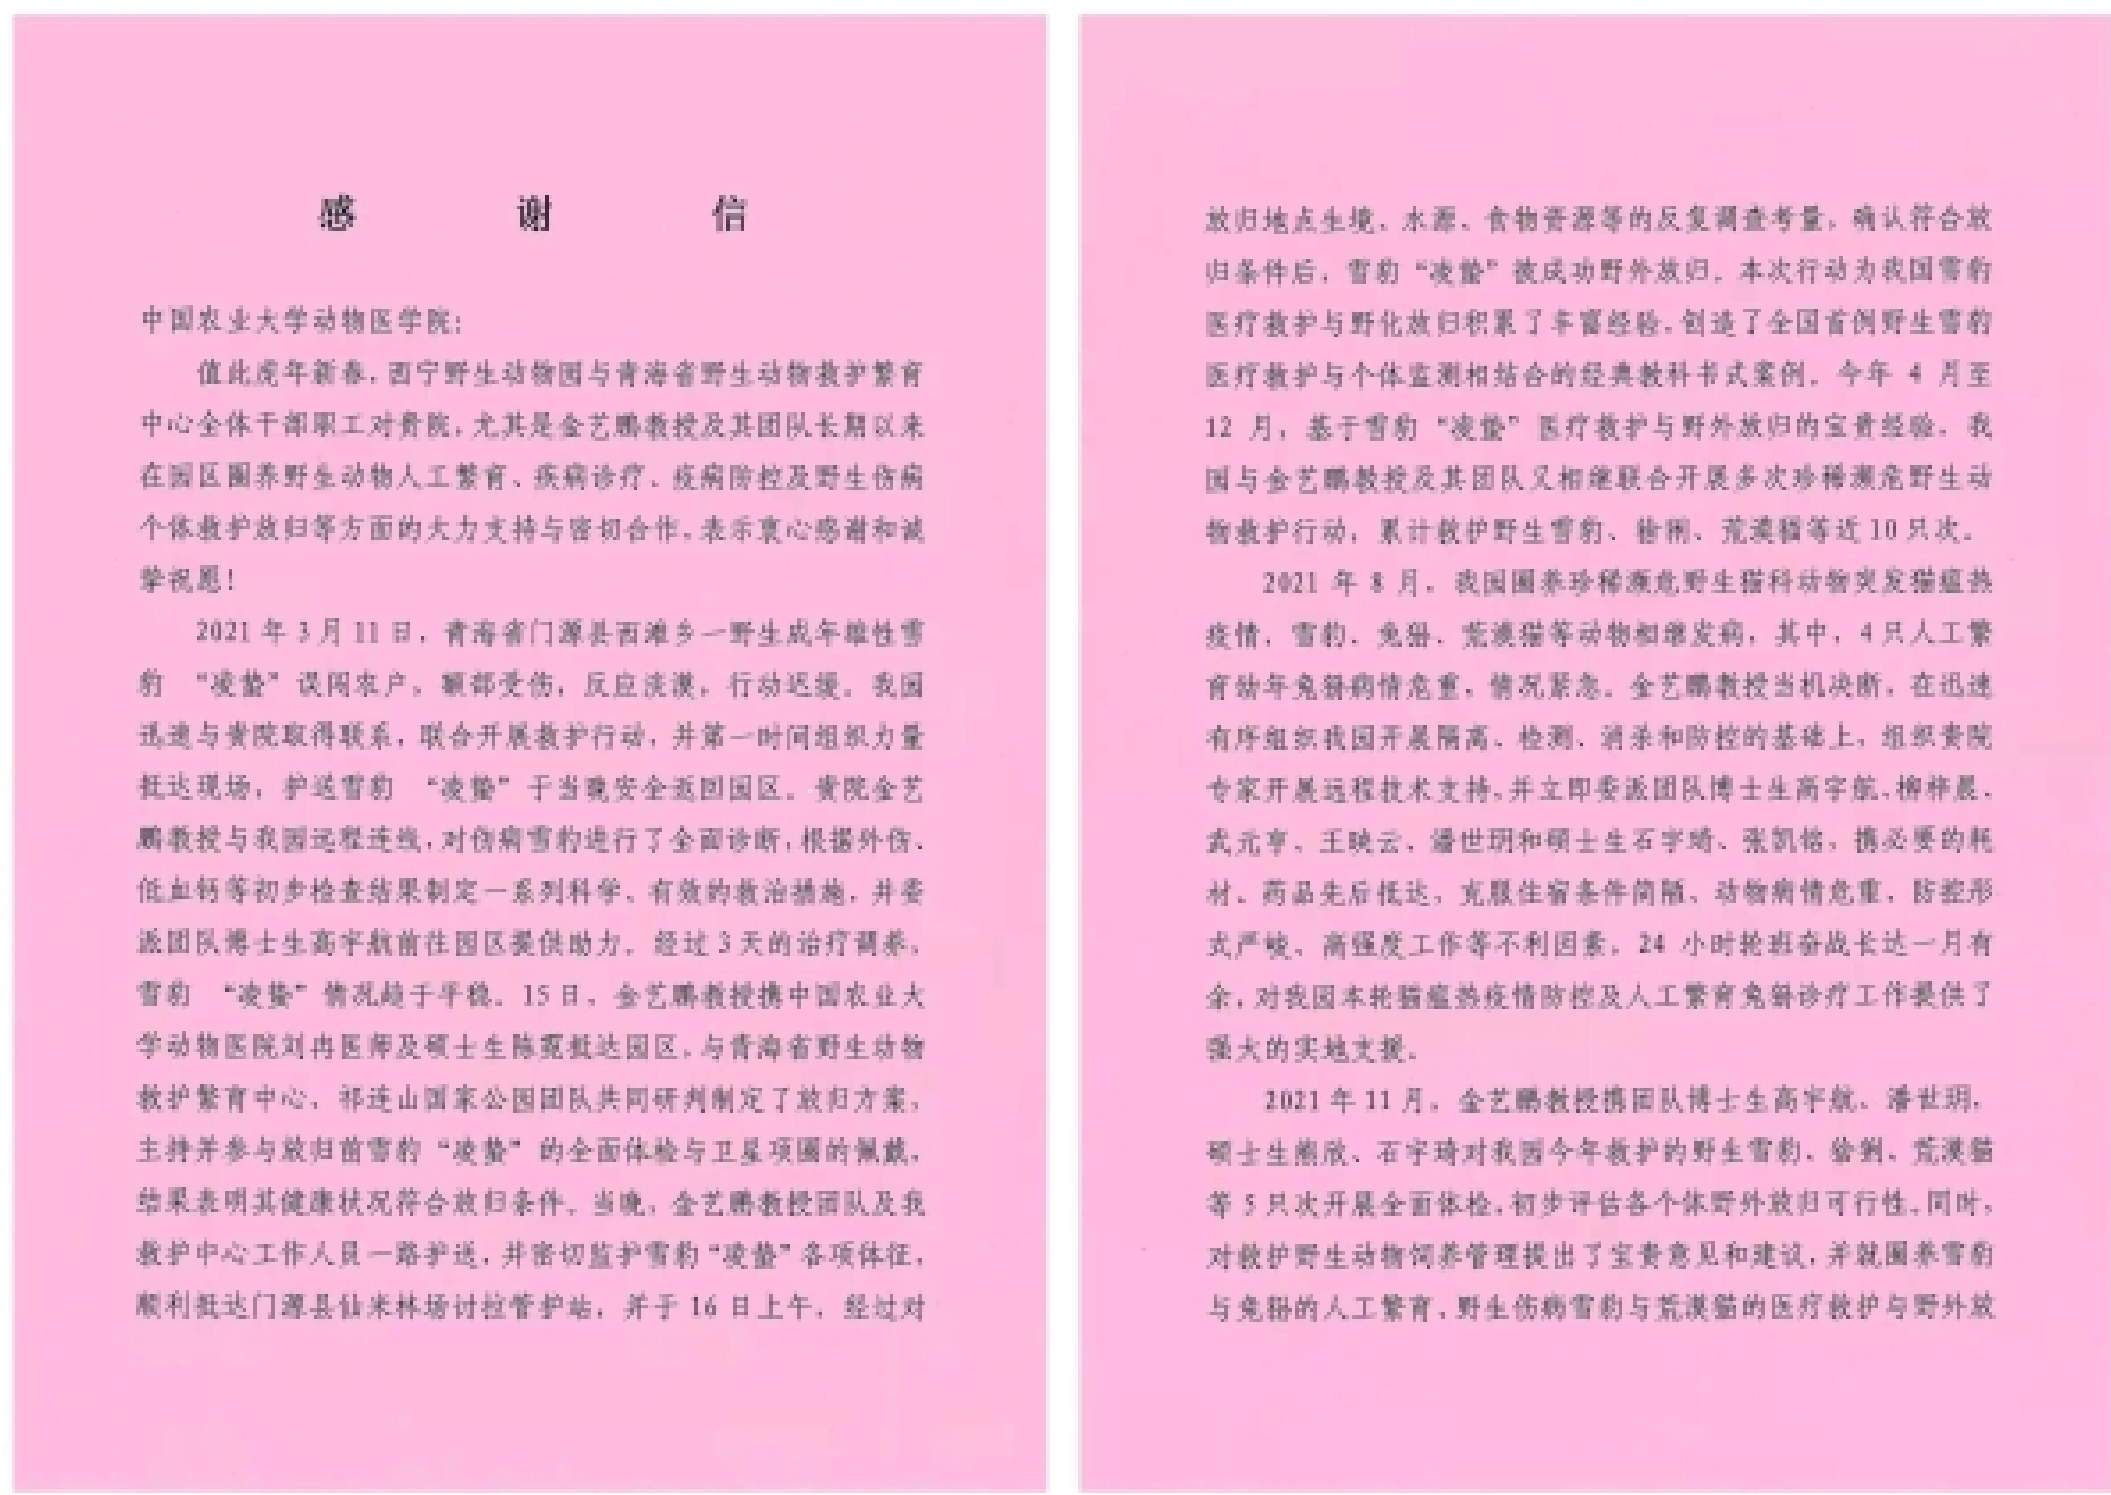 感 谢 信
中国农业大学动物医学院：
值此虎年新春，西宁野生动物园与青海省野生动物救护繁育
中心全体干部职工对贵院，尤其是金艺鹏教授及其团队长期以来
在园区圈养野生动物人工繁育、疾病诊疗、疫病防控及野生伤病
个体救护放归等方面的大力支持与密切合作，表示衷心感谢和诚
挚祝愿！
2021 年 3 月 11 日，青海省门源县西滩乡一野生成年雄性雪
豹 “凌蛰” 误闯农户，额部受伤，反应淡漠，行动迟缓。我园
迅速与贵院取得联系，联合开展救护行动，并第一时间组织力量
抵达现场，护送雪豹 “凌蛰” 于当晚安全返回园区。贵院金艺
鹏教授与我园远程连线，对伤病雪豹进行了全面诊断，根据外伤、
低血钙等初步检查结果制定一系列科学、有效的救治措施，并委
派团队博士生高宇航前往园区提供助力。经过 3 天的治疗调养，
雪豹 “凌蛰” 情况趋于平稳。15 日，金艺鹏教授携中国农业大
学动物医院刘冉医师及硕士生陈霓抵达园区，与青海省野生动物
救护繁育中心、祁连山国家公园团队共同研判制定了放归方案，
主持并参与放归前雪豹 “凌蛰” 的全面体检与卫星项圈的佩戴，
结果表明其健康状况符合放归条件。当晚，金艺鹏教授团队及我
救护中心工作人员一路护送，并密切监护雪豹 “凌蛰” 各项体征，
顺利抵达门源县仙米林场讨拉管护站，并于 16 日上午，经过对
放归地点生境、水源、食物资源等的反复调查考量，确认符合放
归条件后，雪豹 “凌蛰” 被成功野外放归。本次行动为我国雪豹
医疗救护与野化放归积累了丰富经验，创造了全国首例野生雪豹
医疗救护与个体监测相结合的经典教科书式案例。今年 4 月至
12 月，基于雪豹 “凌蛰” 医疗救护与野外放归的宝贵经验，我
园与金艺鹏教授及其团队又相继联合开展多次珍稀濒危野生动
物救护行动，累计救护野生雪豹、猞猁、荒漠猫等近 10 只次。
2021 年 8 月，我园圈养珍稀濒危野生猫科动物突发猫瘟热
疫情，雪豹、兔狲、荒漠猫等动物相继发病，其中，4 只人工繁
育幼年兔狲病情危重，情况紧急。金艺鹏教授当机决断，在迅速
有序组织我园开展隔离、检测、消杀和防控的基础上，组织贵院
专家开展远程技术支持，并立即委派团队博士生高宇航、柳梓晨、
武元亨、王映云、潘世玥和硕士生石宇琦、张凯铭，携必要的耗
材、药品先后抵达，克服住宿条件简陋、动物病情危重、防控形
式严峻、高强度工作等不利因素，24 小时轮班奋战长达一月有
余，对我园本轮猫瘟热疫情防控及人工繁育兔狲诊疗工作提供了
强大的实地支援。
2021 年 11 月，金艺鹏教授携团队博士生高宇航、潘世玥，
硕士生熊欣、石宇琦对我园今年救护的野生雪豹、猞猁、荒漠猫
等 5 只次开展全面体检，初步评估各个体野外放归可行性。同时，
对救护野生动物饲养管理提出了宝贵意见和建议，并就圈养雪豹
与兔狲的人工繁育，野生伤病雪豹与荒漠猫的医疗救护与野外放